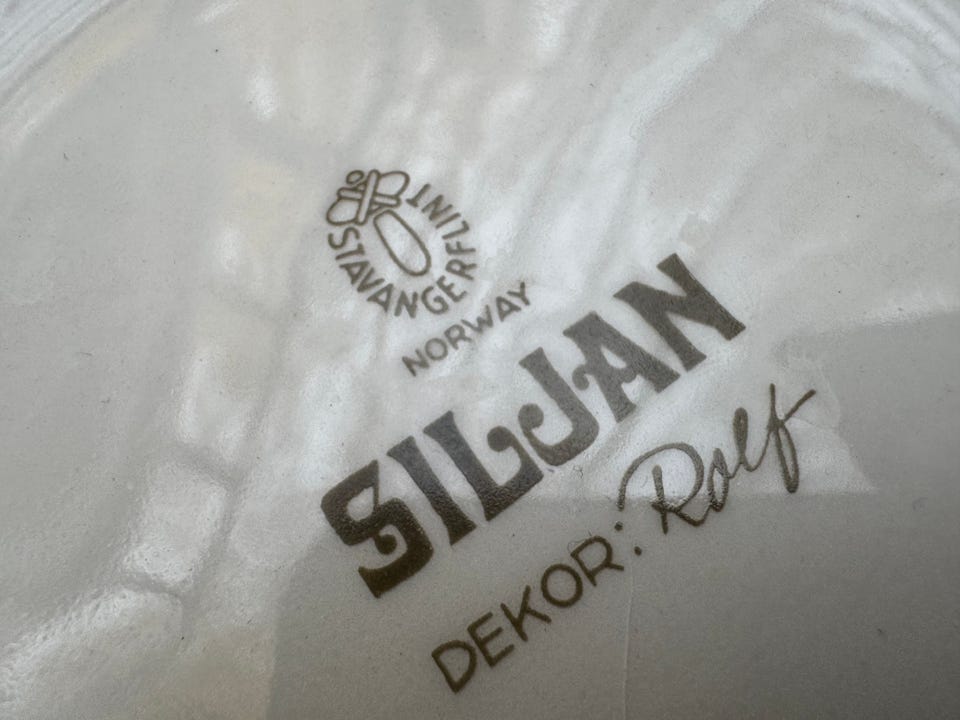 STAVANGERFLINT
NORWAY
SILJAN
DEKOR: Rolf